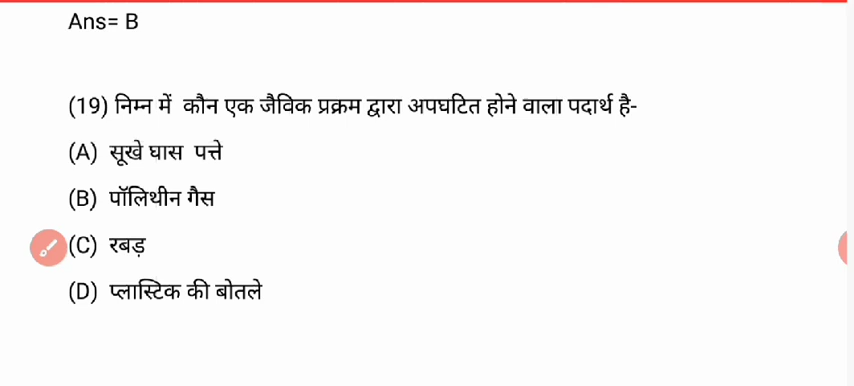 Ans= B
(19) निम्न में कौन एक जैविक प्रक्रम द्वारा अपघटित होने वाला पदार्थ है-
(A) सूखे घास पत्ते
(B) पॉलिथीन गैस
(C) रबड़
(D) प्लास्टिक की बोतले